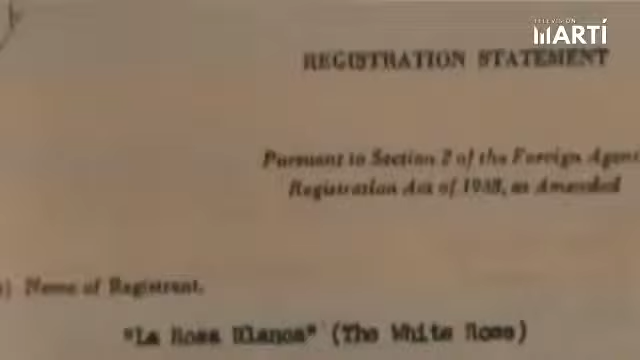 TELEVISION
MARTÍ
REGISTRATION STATEMENT
Pursuant to Section 2 of the Foreign Agent
Registration Act of 1938, as Amended
) Name of Registrant.
"La Rosa Blanca" (The White Rose)